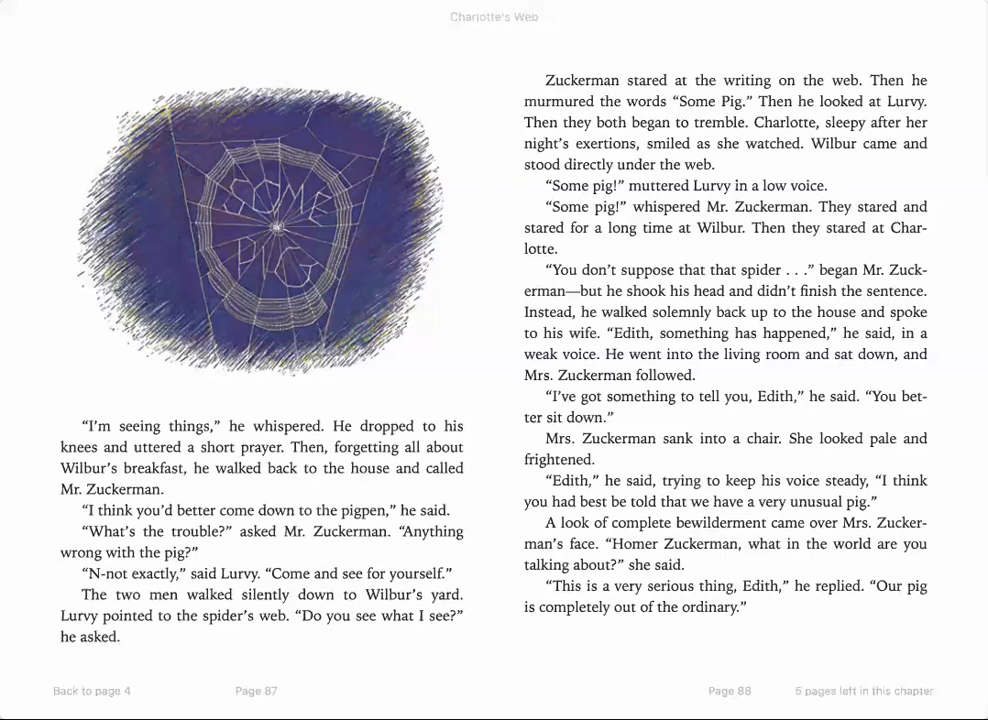 Charlotte's Web
SOME
PIG
“I’m seeing things,” he whispered. He dropped to his
knees and uttered a short prayer. Then, forgetting all about
Wilbur’s breakfast, he walked back to the house and called
Mr. Zuckerman.
“I think you’d better come down to the pigpen,” he said.
“What’s the trouble?” asked Mr. Zuckerman. “Anything
wrong with the pig?”
“N-not exactly,” said Lurvy. “Come and see for yourself.”
The two men walked silently down to Wilbur’s yard.
Lurvy pointed to the spider’s web. “Do you see what I see?”
he asked.
Zuckerman stared at the writing on the web. Then he
murmured the words “Some Pig.” Then he looked at Lurvy.
Then they both began to tremble. Charlotte, sleepy after her
night’s exertions, smiled as she watched. Wilbur came and
stood directly under the web.
“Some pig!” muttered Lurvy in a low voice.
“Some pig!” whispered Mr. Zuckerman. They stared and
stared for a long time at Wilbur. Then they stared at Char-
lotte.
“You don’t suppose that that spider . . .” began Mr. Zuck-
erman—but he shook his head and didn’t finish the sentence.
Instead, he walked solemnly back up to the house and spoke
to his wife. “Edith, something has happened,” he said, in a
weak voice. He went into the living room and sat down, and
Mrs. Zuckerman followed.
“I’ve got something to tell you, Edith,” he said. “You bet-
ter sit down.”
Mrs. Zuckerman sank into a chair. She looked pale and
frightened.
“Edith,” he said, trying to keep his voice steady, “I think
you had best be told that we have a very unusual pig.”
A look of complete bewilderment came over Mrs. Zucker-
man’s face. “Homer Zuckerman, what in the world are you
talking about?” she said.
“This is a very serious thing, Edith,” he replied. “Our pig
is completely out of the ordinary.”
Back to page 4
Page 87
Page 88
5 pages left in this chapter